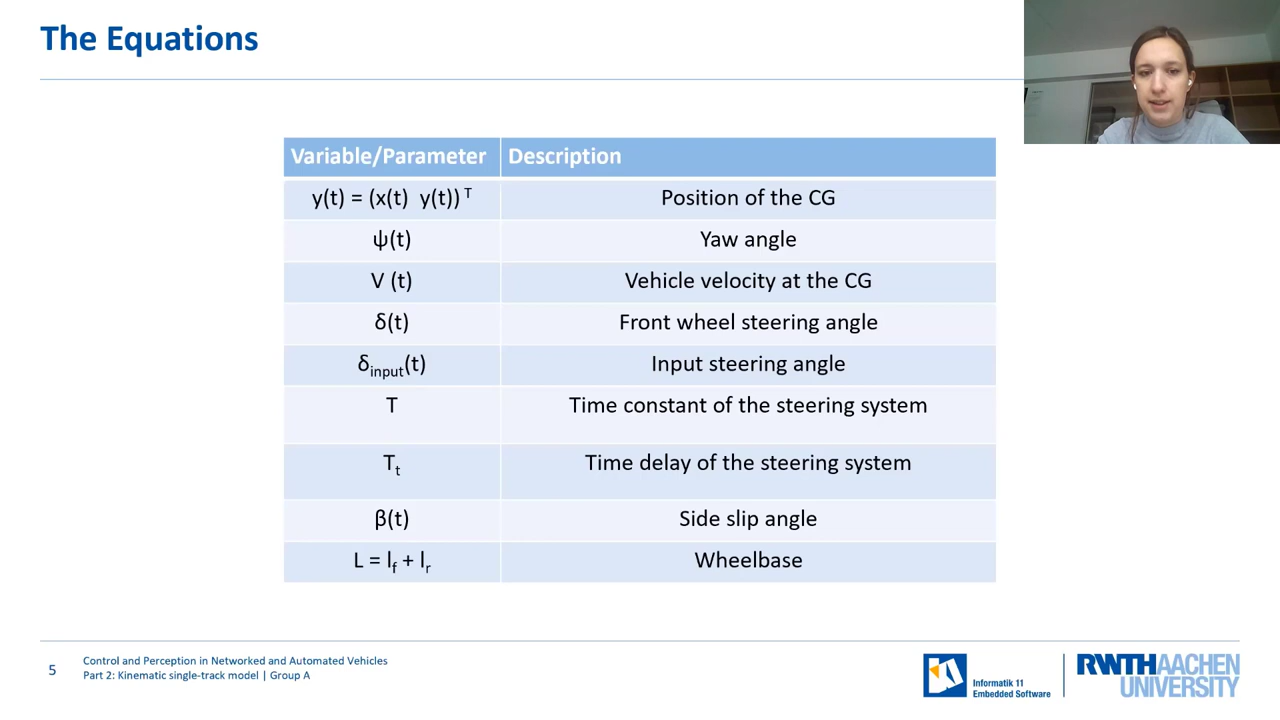 The Equations
Variable/Parameter Description
y(t) = (x(t) y(t)) ᵀ Position of the CG
ψ(t) Yaw angle
V (t) Vehicle velocity at the CG
δ(t) Front wheel steering angle
δinput(t) Input steering angle
T Time constant of the steering system
Tt Time delay of the steering system
β(t) Side slip angle
L = lf + lr Wheelbase
5
Control and Perception in Networked and Automated Vehicles
Part 2: Kinematic single-track model | Group A
Informatik 11
Embedded Software
RWTHAACHEN
UNIVERSITY